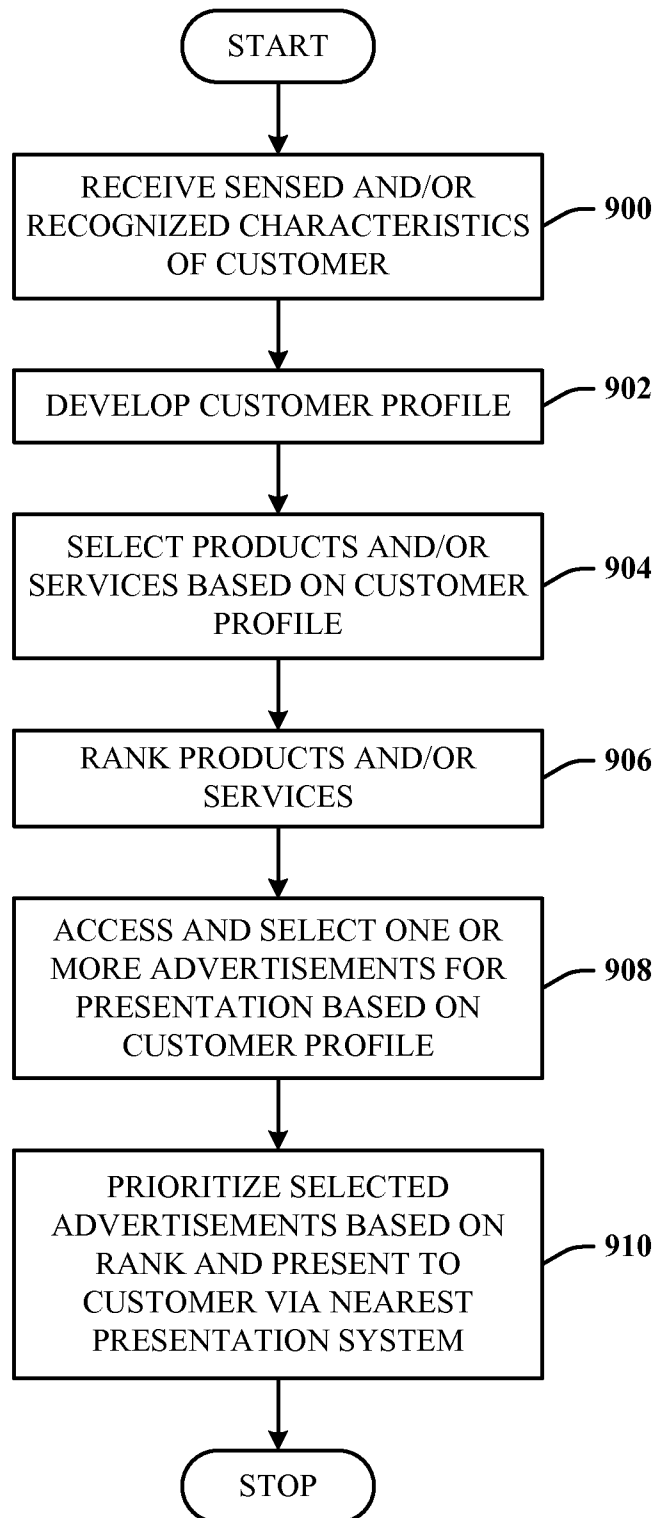 START
RECEIVE SENSED AND/OR
RECOGNIZED CHARACTERISTICS
OF CUSTOMER
900
DEVELOP CUSTOMER PROFILE
902
SELECT PRODUCTS AND/OR
SERVICES BASED ON CUSTOMER
PROFILE
904
RANK PRODUCTS AND/OR
SERVICES
906
ACCESS AND SELECT ONE OR
MORE ADVERTISEMENTS FOR
PRESENTATION BASED ON
CUSTOMER PROFILE
908
PRIORITIZE SELECTED
ADVERTISEMENTS BASED ON
RANK AND PRESENT TO
CUSTOMER VIA NEAREST
PRESENTATION SYSTEM
910
STOP